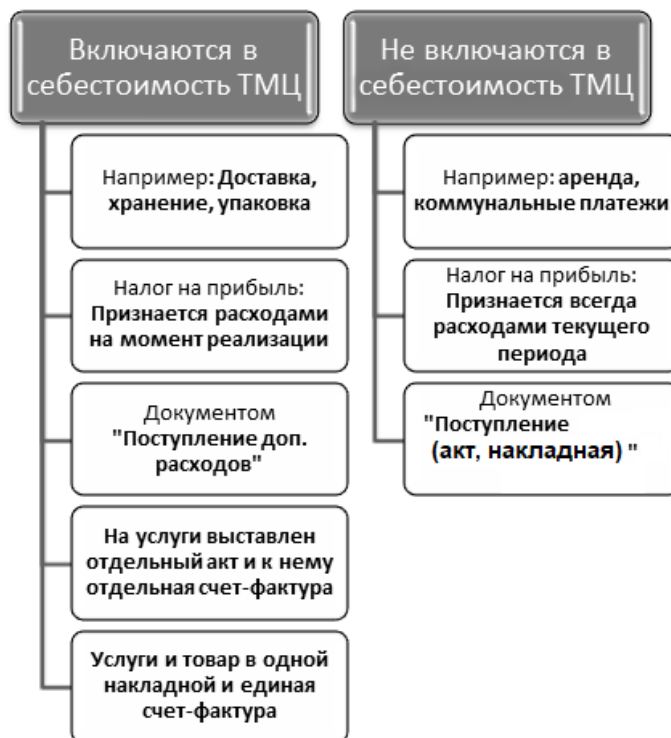 Включаются в
себестоимость ТМЦ
Например: Доставка,
хранение, упаковка
Налог на прибыль:
Признается расходами
на момент реализации
Документом
"Поступление доп.
расходов"
На услуги выставлен
отдельный акт и к нему
отдельная счет-фактура
Услуги и товар в одной
накладной и единая
счет-фактура
Не включаются в
себестоимость ТМЦ
Например: аренда,
коммунальные платежи
Налог на прибыль:
Признается всегда
расходами текущего
периода
Документом
"Поступление
(акт, накладная) "